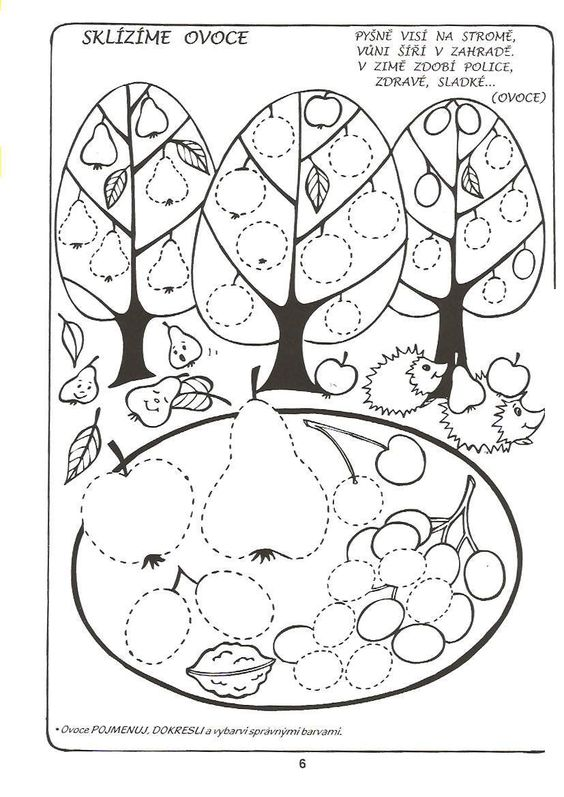 SKLÍZÍME OVOCE
PYŠNĚ VISÍ NA STROMĚ,
VŮNI ŠÍŘÍ V ZAHRADĚ.
V ZIMĚ ZDOBÍ POLICE,
ZDRAVÉ, SLADKÉ...
(OVOCE)
• Ovoce POJMENUJ, DOKRESLI a vybarvi správnými barvami.
6